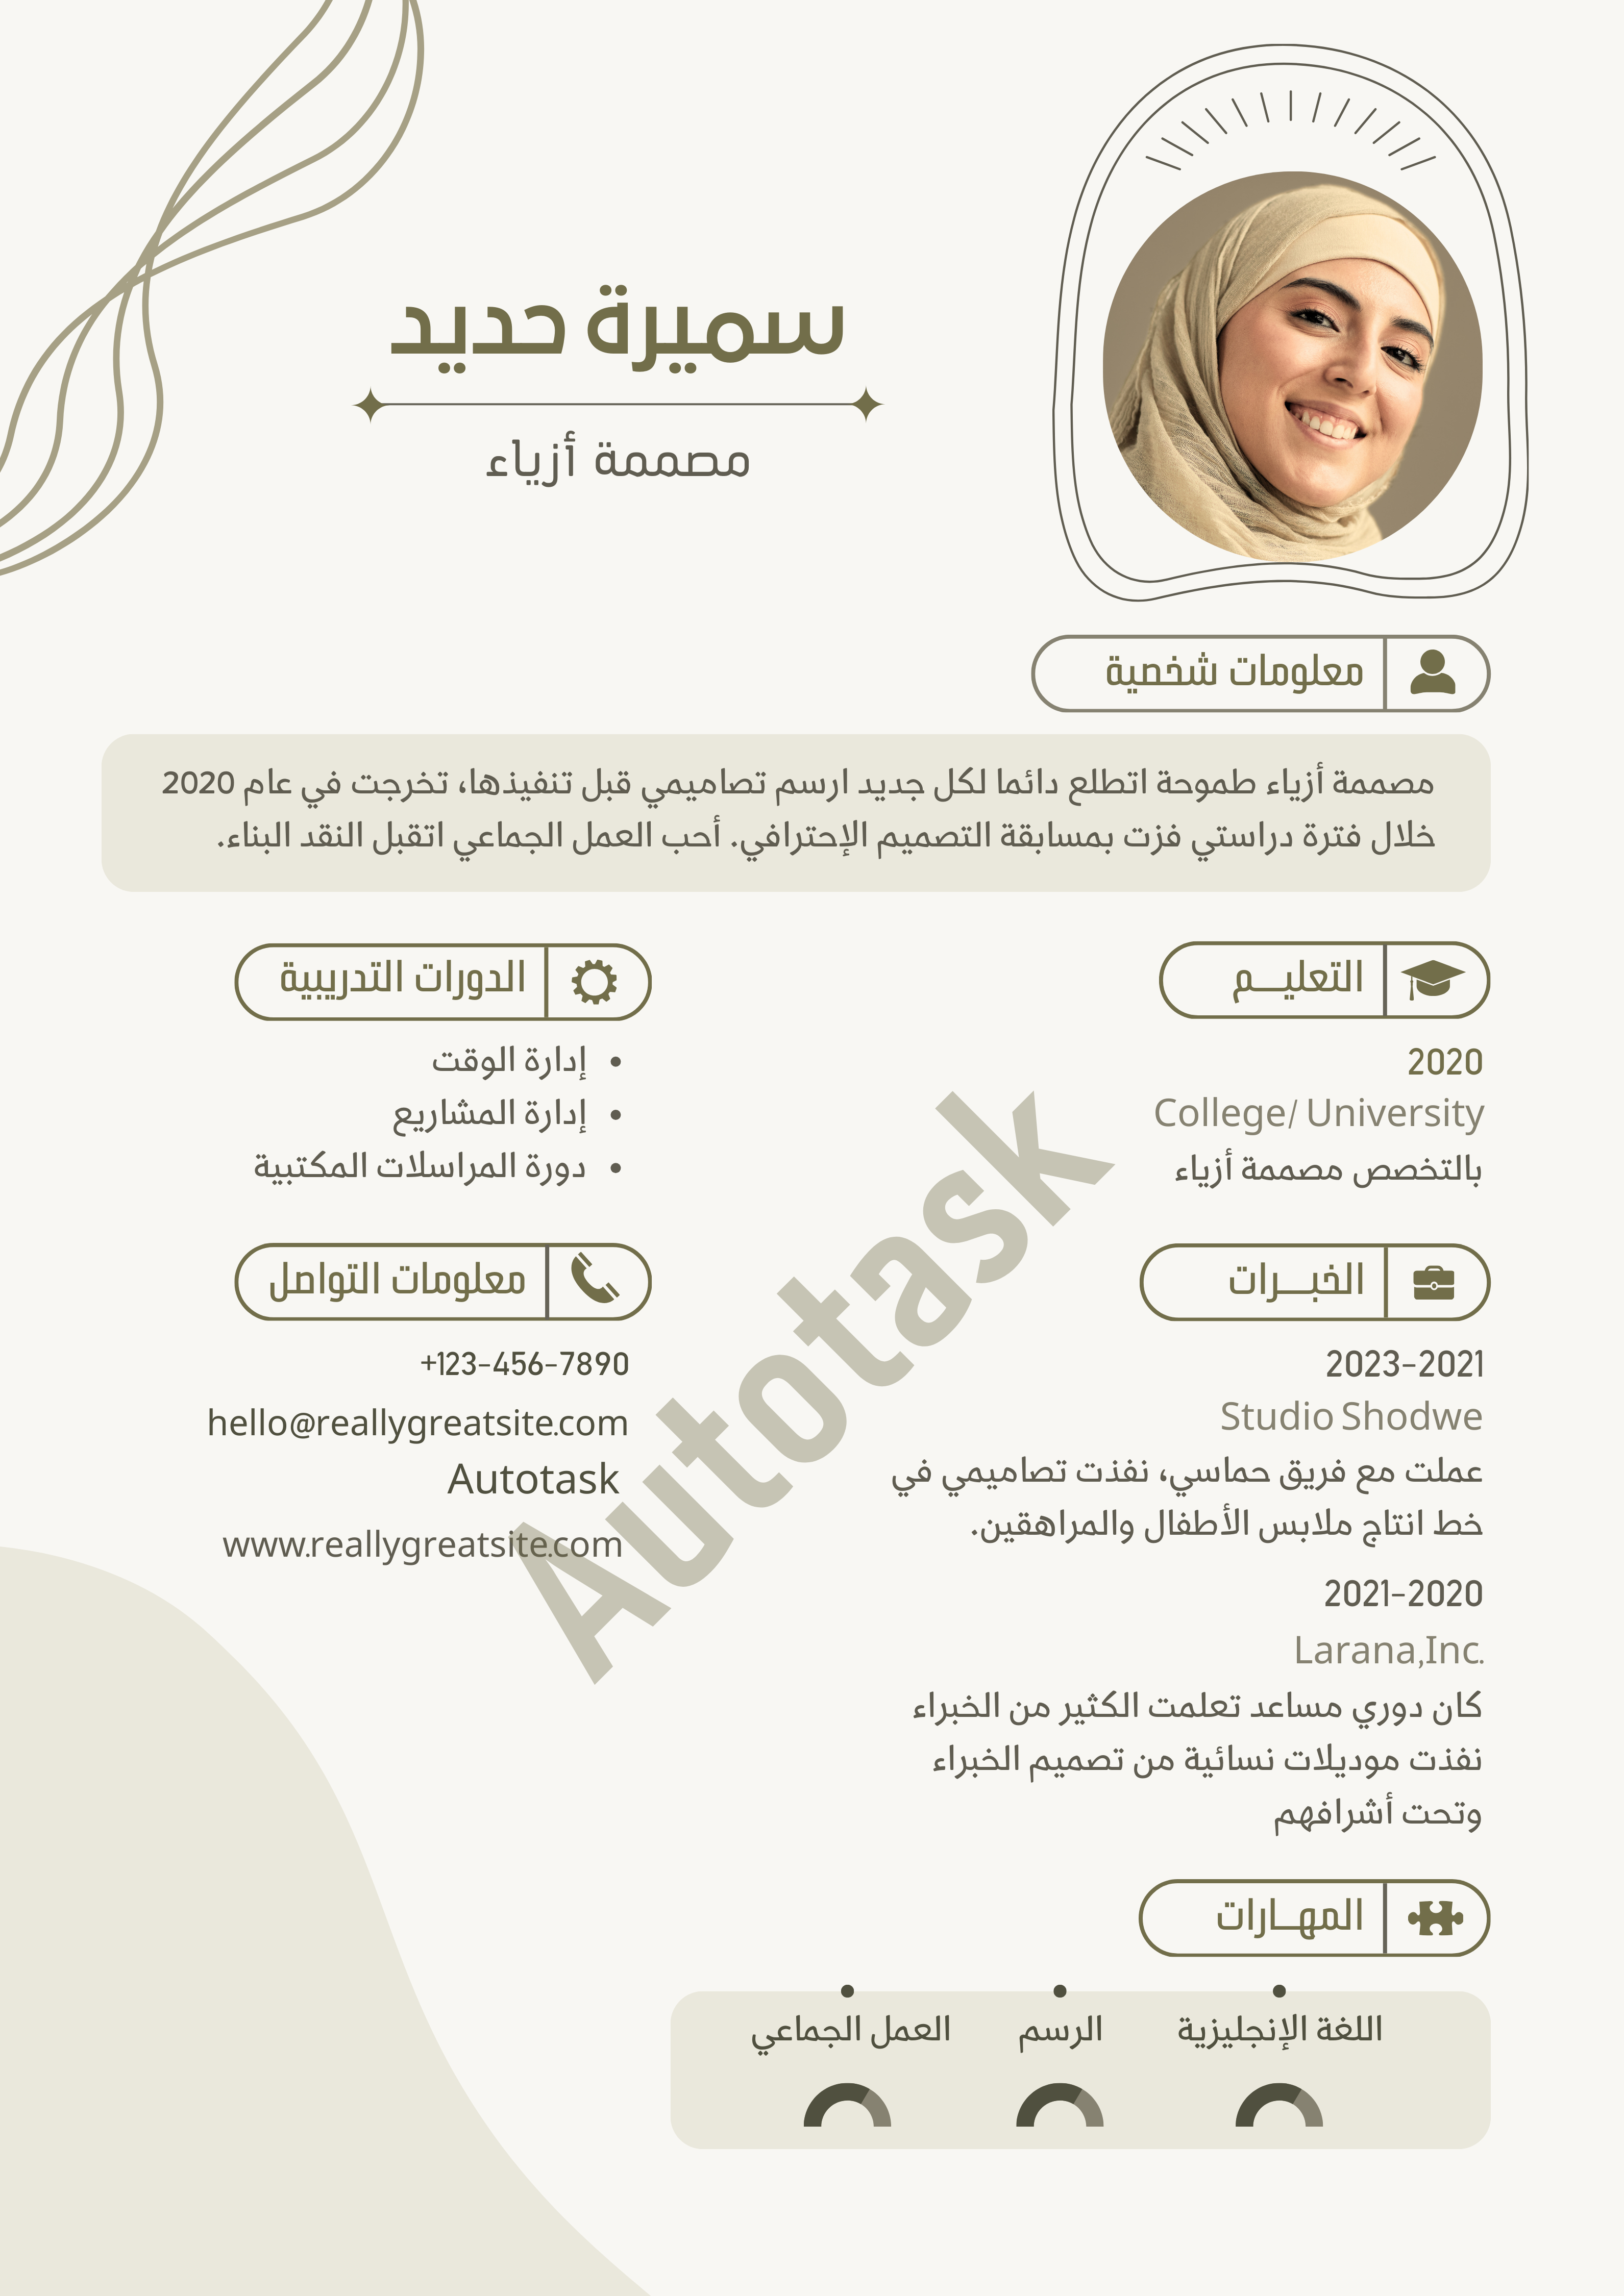 سميرة حديد
مصممة أزياء
معلومات شخصية
مصممة أزياء طموحة اتطلع دائما لكل جديد ارسم تصاميمي قبل تنفيذها، تخرجت في عام 2020
خلال فترة دراستي فزت بمسابقة التصميم الإحترافي. أحب العمل الجماعي اتقبل النقد البناء.
التعليـــم
2020
College/ University
بالتخصص مصممة أزياء
الخبـــرات
2023-2021
Studio Shodwe
عملت مع فريق حماسي، نفذت تصاميمي في
خط انتاج ملابس الأطفال والمراهقين.
2021-2020
Larana,Inc.
كان دوري مساعد تعلمت الكثير من الخبراء
نفذت موديلات نسائية من تصميم الخبراء
وتحت أشرافهم
المهـــارات
اللغة الإنجليزية
الرسم
العمل الجماعي
الدورات التدريبية
• إدارة الوقت
• إدارة المشاريع
• دورة المراسلات المكتبية
معلومات التواصل
+123-456-7890
hello@reallygreatsite.com
Autotask
www.reallygreatsite.com
Autotask